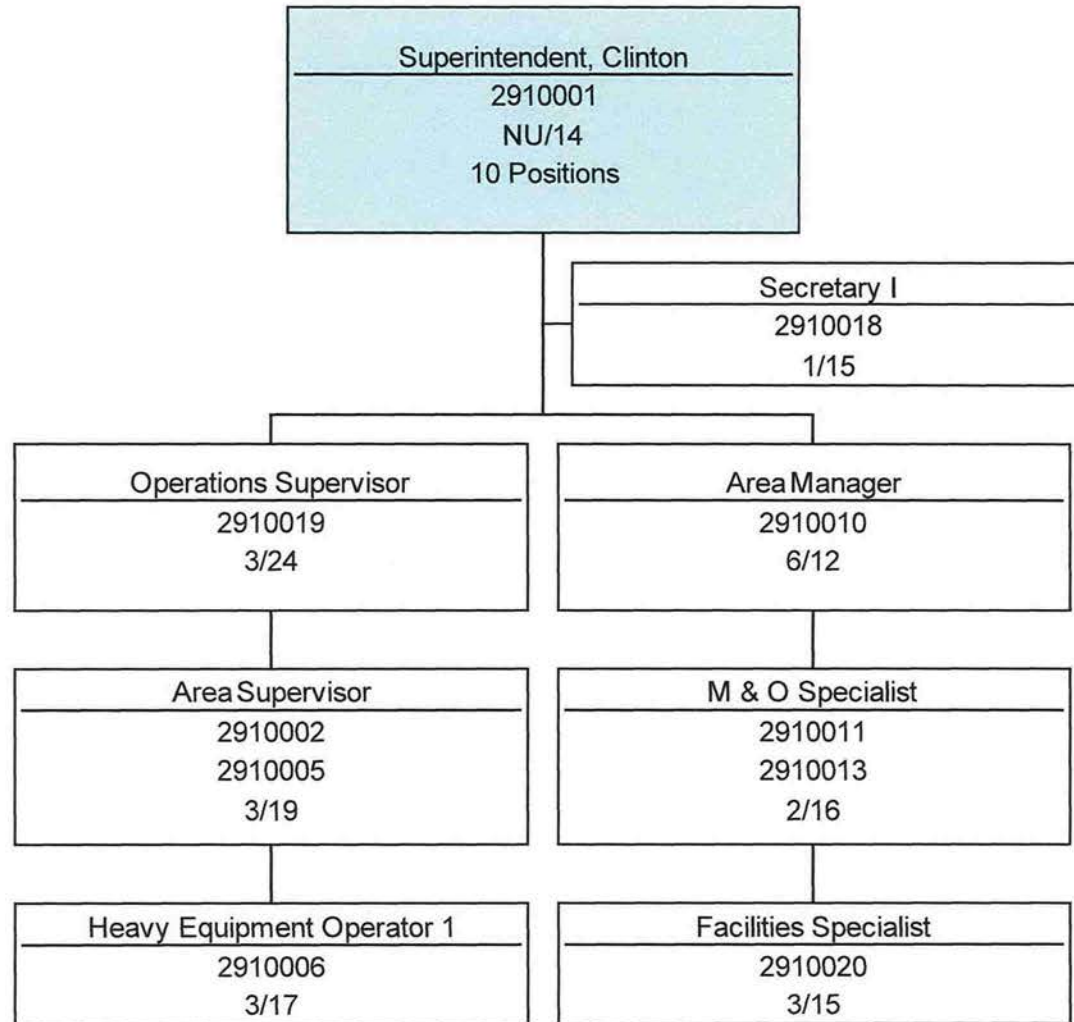 Superintendent, Clinton
2910001
NU/14
10 Positions
Secretary I
2910018
1/15
Operations Supervisor
2910019
3/24
Area Manager
2910010
6/12
Area Supervisor
2910002
2910005
3/19
M & O Specialist
2910011
2910013
2/16
Heavy Equipment Operator 1
2910006
3/17
Facilities Specialist
2910020
3/15